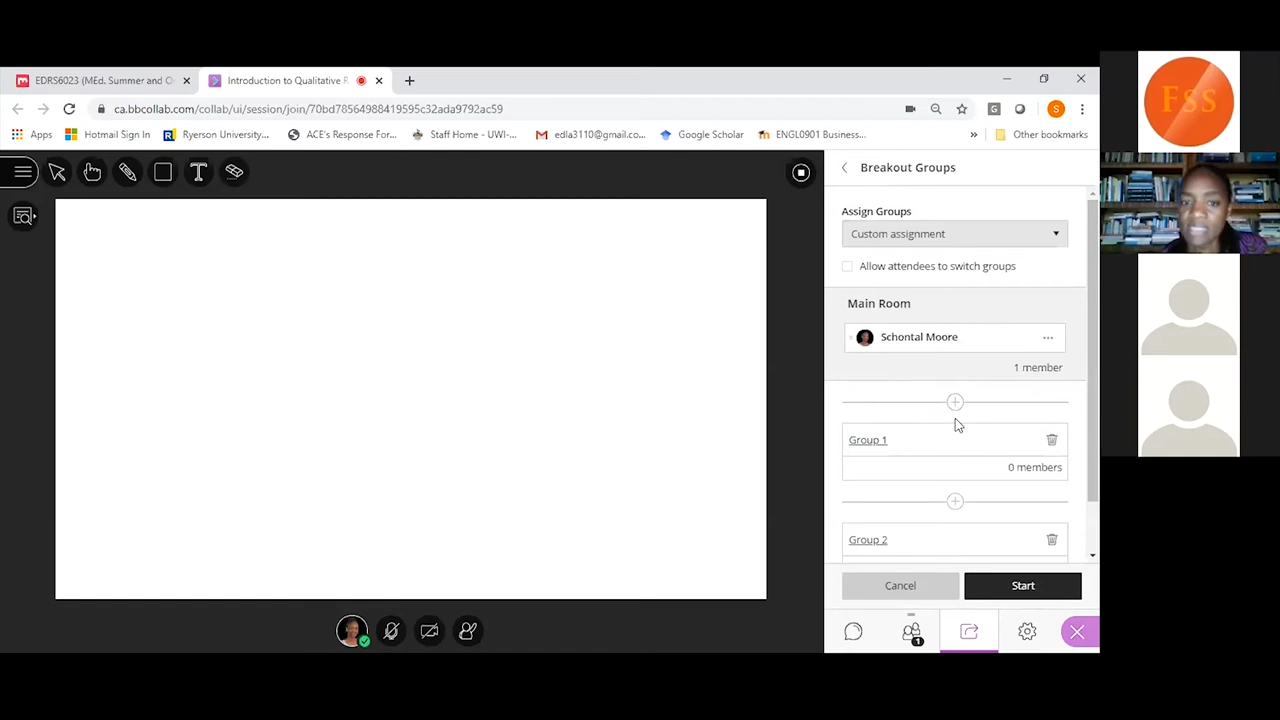 EDRS6023 (MEd. Summer and O
Introduction to Qualitative R
ca.bbcollab.com/collab/ui/session/join/70bd78564988419595c32ada9792ac59
Apps
Hotmail Sign In
Ryerson University...
ACE's Response For...
Staff Home - UWI-...
edla3110@gmail.co...
Google Scholar
ENGL0901 Business...
»
Other bookmarks
S
G
FSS
T
Breakout Groups
Assign Groups
Custom assignment
Allow attendees to switch groups
Main Room
Schontal Moore
1 member
Group 1
0 members
Group 2
Cancel
Start
1